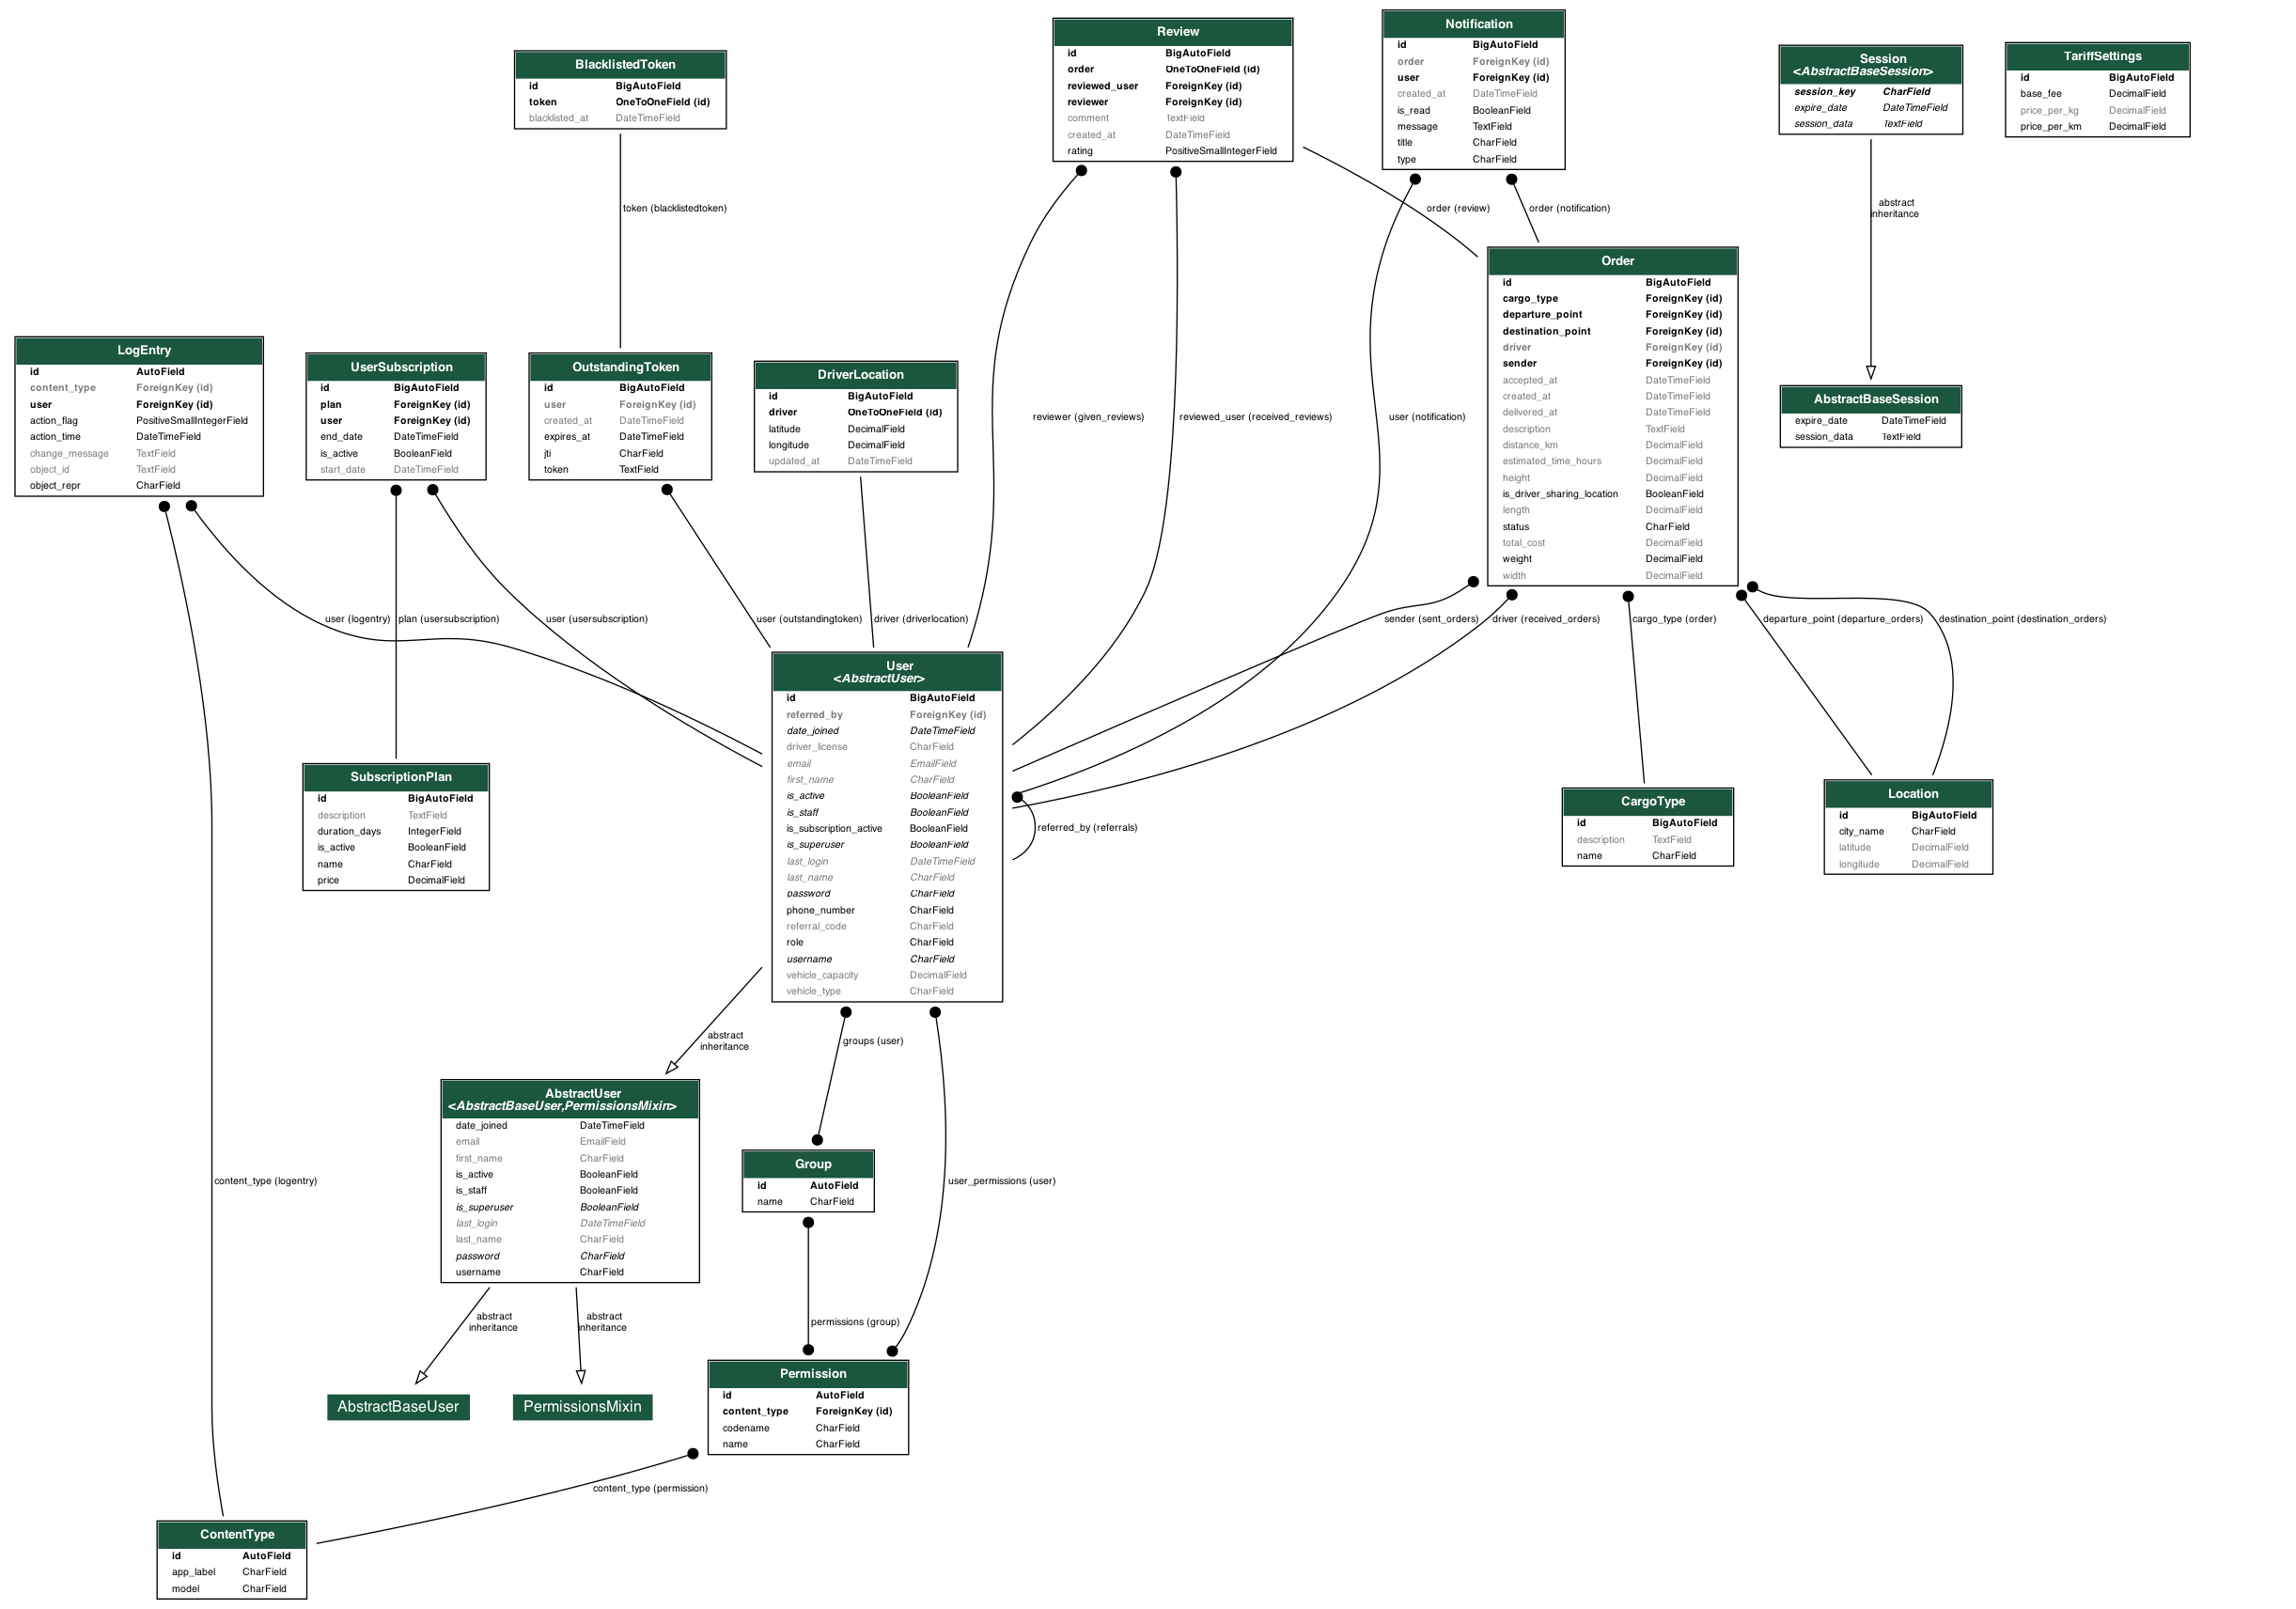 Review
id BigAutoField
order OneToOneField (id)
reviewed_user ForeignKey (id)
reviewer ForeignKey (id)
comment TextField
created_at DateTimeField
rating PositiveSmallIntegerField
Notification
id BigAutoField
order ForeignKey (id)
user ForeignKey (id)
created_at DateTimeField
is_read BooleanField
message TextField
title CharField
type CharField
BlacklistedToken
id BigAutoField
token OneToOneField (id)
blacklisted_at DateTimeField
Session
<AbstractBaseSession>
session_key CharField
expire_date DateTimeField
session_data TextField
TariffSettings
id BigAutoField
base_fee DecimalField
price_per_kg DecimalField
price_per_km DecimalField
token (blacklistedtoken)
order (review)
order (notification)
abstract
inheritance
Order
id BigAutoField
cargo_type ForeignKey (id)
departure_point ForeignKey (id)
destination_point ForeignKey (id)
driver ForeignKey (id)
sender ForeignKey (id)
accepted_at DateTimeField
created_at DateTimeField
delivered_at DateTimeField
description TextField
distance_km DecimalField
estimated_time_hours DecimalField
height DecimalField
is_driver_sharing_location BooleanField
length DecimalField
status CharField
total_cost DecimalField
weight DecimalField
width DecimalField
LogEntry
id AutoField
content_type ForeignKey (id)
user ForeignKey (id)
action_flag PositiveSmallIntegerField
action_time DateTimeField
change_message TextField
object_id TextField
object_repr CharField
UserSubscription
id BigAutoField
plan ForeignKey (id)
user ForeignKey (id)
end_date DateTimeField
is_active BooleanField
start_date DateTimeField
OutstandingToken
id BigAutoField
user ForeignKey (id)
created_at DateTimeField
expires_at DateTimeField
jti CharField
token TextField
DriverLocation
id BigAutoField
driver OneToOneField (id)
latitude DecimalField
longitude DecimalField
updated_at DateTimeField
reviewer (given_reviews)
reviewed_user (received_reviews)
user (notification)
AbstractBaseSession
expire_date DateTimeField
session_data TextField
user (logentry)
plan (usersubscription)
user (usersubscription)
user (outstandingtoken)
driver (driverlocation)
sender (sent_orders)
driver (received_orders)
cargo_type (order)
departure_point (departure_orders)
destination_point (destination_orders)
User
<AbstractUser>
id BigAutoField
referred_by ForeignKey (id)
date_joined DateTimeField
driver_license CharField
email EmailField
first_name CharField
is_active BooleanField
is_staff BooleanField
is_subscription_active BooleanField
is_superuser BooleanField
last_login DateTimeField
last_name CharField
password CharField
phone_number CharField
referral_code CharField
role CharField
username CharField
vehicle_capacity DecimalField
vehicle_type CharField
referred_by (referrals)
SubscriptionPlan
id BigAutoField
description TextField
duration_days IntegerField
is_active BooleanField
name CharField
price DecimalField
CargoType
id BigAutoField
description TextField
name CharField
Location
id BigAutoField
city_name CharField
latitude DecimalField
longitude DecimalField
abstract
inheritance
groups (user)
AbstractUser
<AbstractBaseUser,PermissionsMixin>
date_joined DateTimeField
email EmailField
first_name CharField
is_active BooleanField
is_staff BooleanField
is_superuser BooleanField
last_login DateTimeField
last_name CharField
password CharField
username CharField
Group
id AutoField
name CharField
content_type (logentry)
user_permissions (user)
abstract
inheritance
abstract
inheritance
permissions (group)
AbstractBaseUser
PermissionsMixin
Permission
id AutoField
content_type ForeignKey (id)
codename CharField
name CharField
content_type (permission)
ContentType
id AutoField
app_label CharField
model CharField